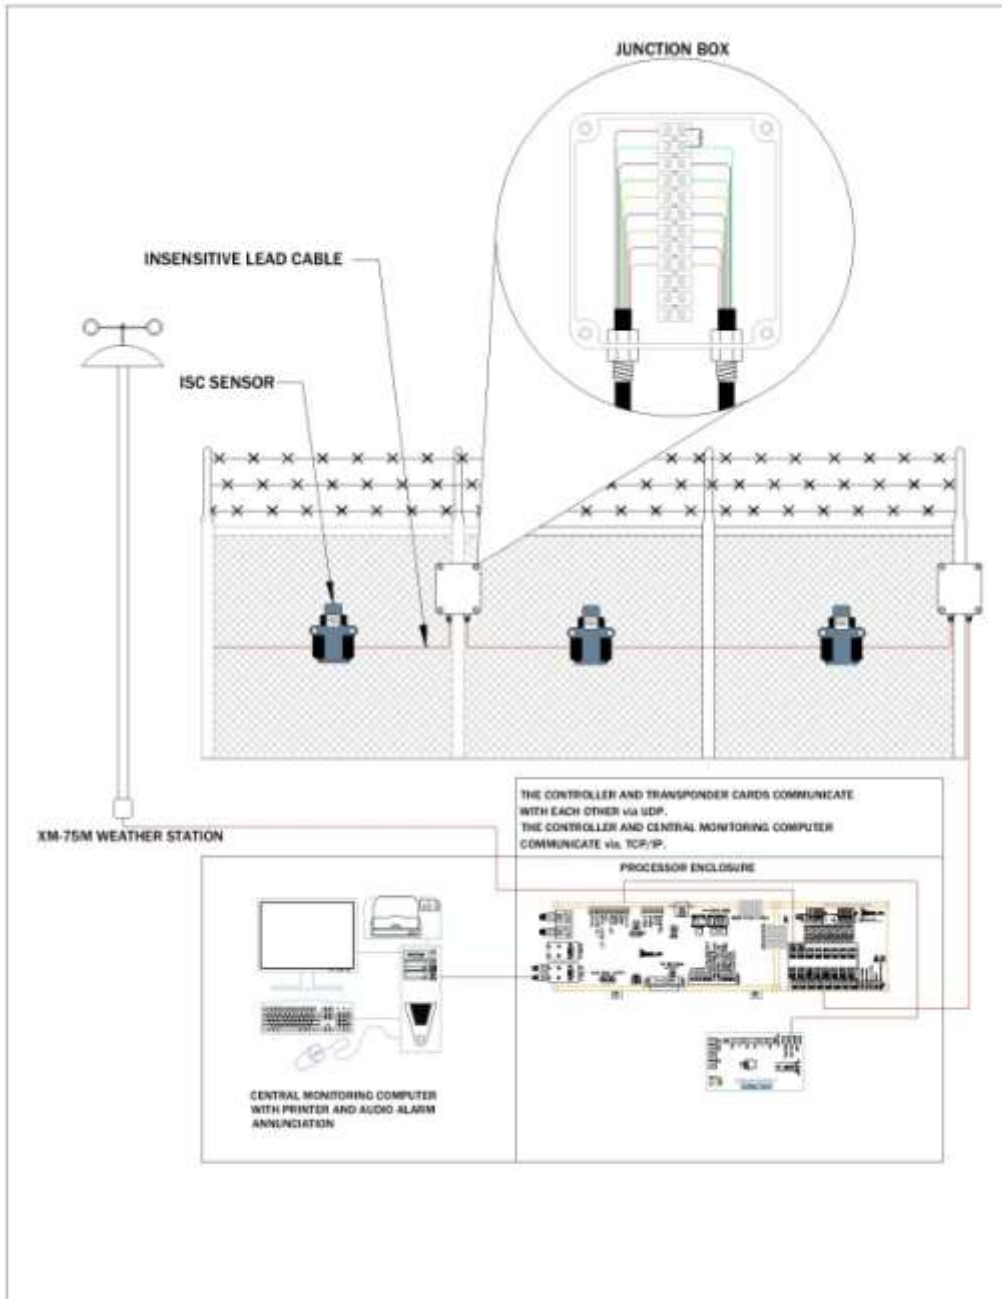 JUNCTION BOX
INSENSITIVE LEAD CABLE
ISC SENSOR
XM-75M WEATHER STATION
THE CONTROLLER AND TRANSPONDER CARDS COMMUNICATE
WITH EACH OTHER via UDP.
THE CONTROLLER AND CENTRAL MONITORING COMPUTER
COMMUNICATE via. TCP/IP.
PROCESSOR ENCLOSURE
CENTRAL MONITORING COMPUTER
WITH PRINTER AND AUDIO ALARM
ANNUNCIATION